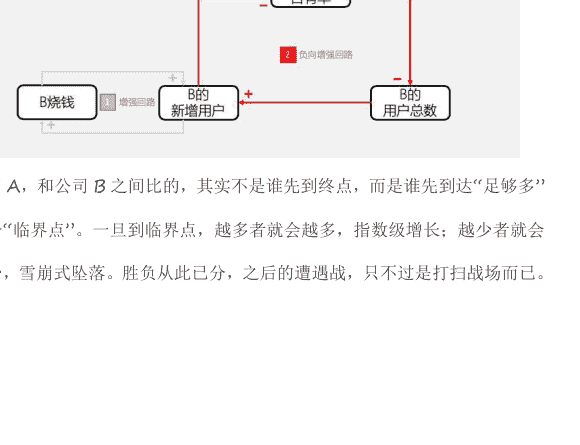 2 负向增强回路
B的
新增用户
B的
用户总数
B烧钱
增强回路
A，和公司 B 之间比的，其实不是谁先到终点，而是谁先到达“足够多”
“临界点”。一旦到临界点，越多者就会越多，指数级增长；越少者就会
，雪崩式坠落。胜负从此已分，之后的遭遇战，只不过是打扫战场而已。